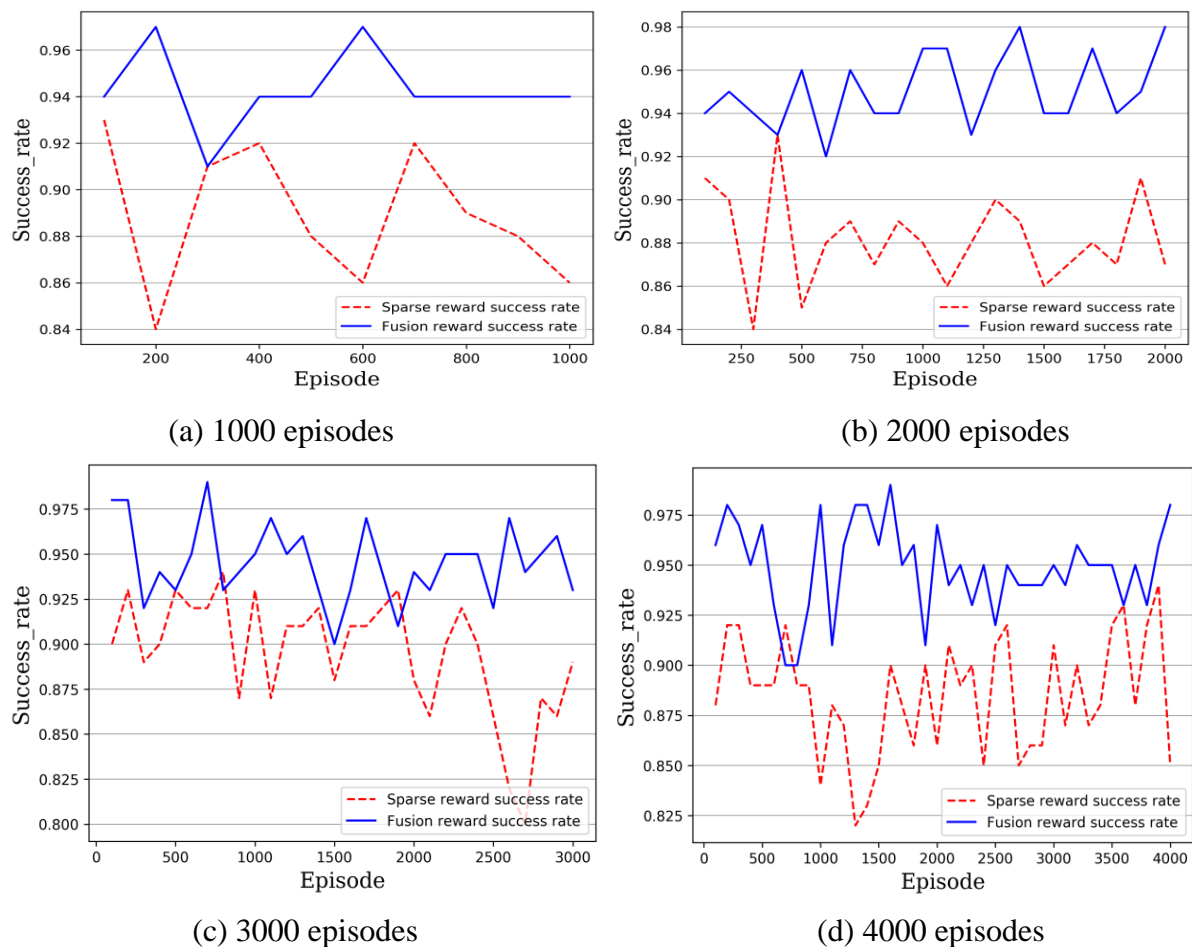 0.96
0.94
0.92
0.90
0.88
0.86
0.84
Success_rate
Sparse reward success rate
Fusion reward success rate
200 400 600 800 1000
Episode
(a) 1000 episodes
0.98
0.96
0.94
0.92
0.90
0.88
0.86
0.84
Success_rate
Sparse reward success rate
Fusion reward success rate
250 500 750 1000 1250 1500 1750 2000
Episode
(b) 2000 episodes
0.975
0.950
0.925
0.900
0.875
0.850
0.825
0.800
Success_rate
Sparse reward success rate
Fusion reward success rate
0 500 1000 1500 2000 2500 3000
Episode
(c) 3000 episodes
0.975
0.950
0.925
0.900
0.875
0.850
0.825
Success_rate
Sparse reward success rate
Fusion reward success rate
0 500 1000 1500 2000 2500 3000 3500 4000
Episode
(d) 4000 episodes